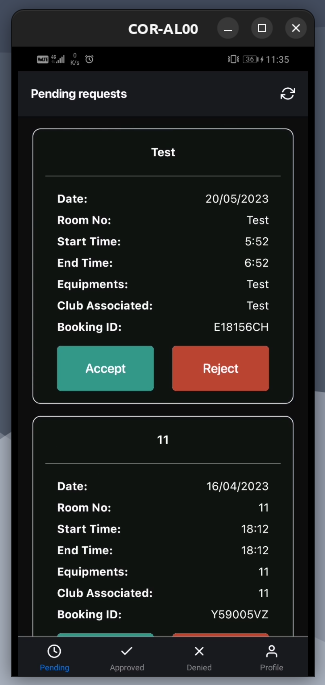 COR-AL00
0
K/s
36
11:35
Pending requests
Test
Date: 20/05/2023
Room No: Test
Start Time: 5:52
End Time: 6:52
Equipments: Test
Club Associated: Test
Booking ID: E18156CH
Accept Reject
11
Date: 16/04/2023
Room No: 11
Start Time: 18:12
End Time: 18:12
Equipments: 11
Club Associated: 11
Booking ID: Y59005VZ
Pending Approved Denied Profile